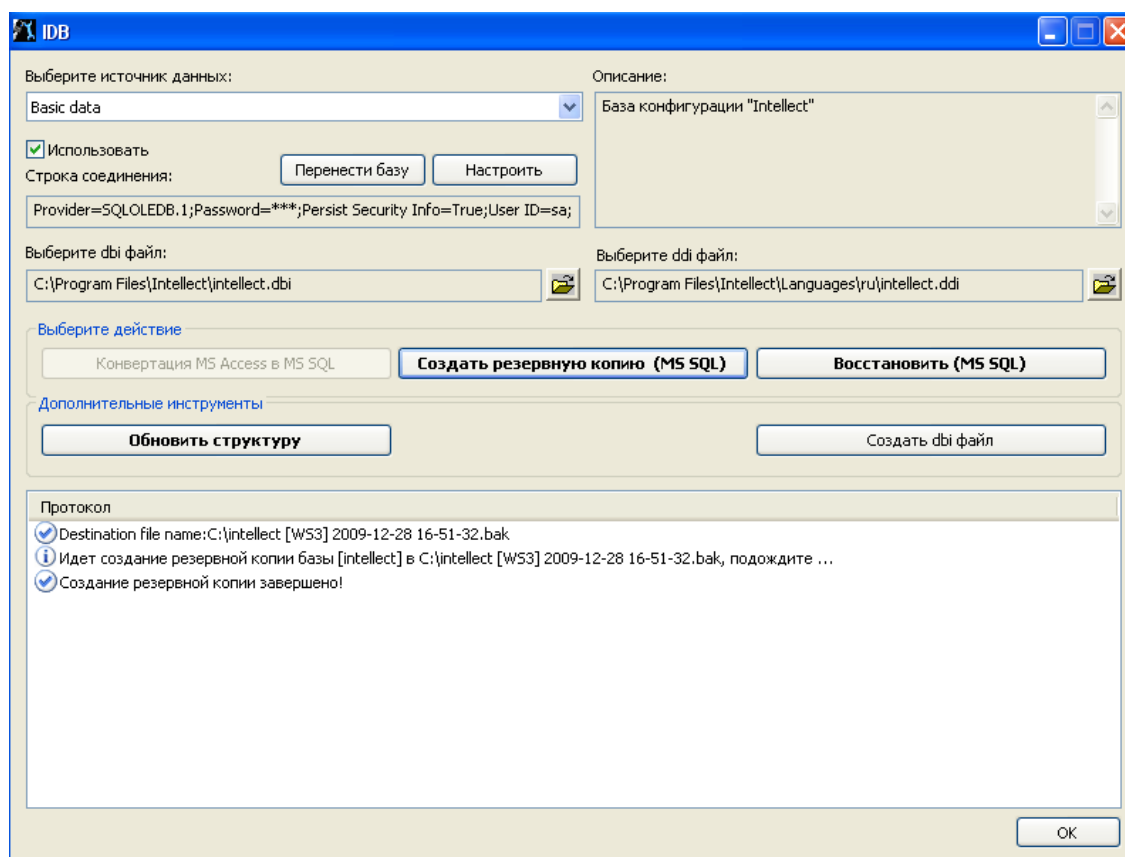 IDB
Выберите источник данных:
Описание:
Basic data
База конфигурации "Intellect"
Использовать
Строка соединения:
Перенести базу
Настроить
Provider=SQLOLEDB.1;Password=***;Persist Security Info=True;User ID=sa;
Выберите dbi файл:
Выберите ddi файл:
C:\Program Files\Intellect\intellect.dbi
C:\Program Files\Intellect\Languages\ru\intellect.ddi
Выберите действие
Конвертация MS Access в MS SQL
Создать резервную копию (MS SQL)
Восстановить (MS SQL)
Дополнительные инструменты
Обновить структуру
Создать dbi файл
Протокол
Destination file name:C:\intellect [WS3] 2009-12-28 16-51-32.bak
Идет создание резервной копии базы [intellect] в C:\intellect [WS3] 2009-12-28 16-51-32.bak, подождите ...
Создание резервной копии завершено!
OK